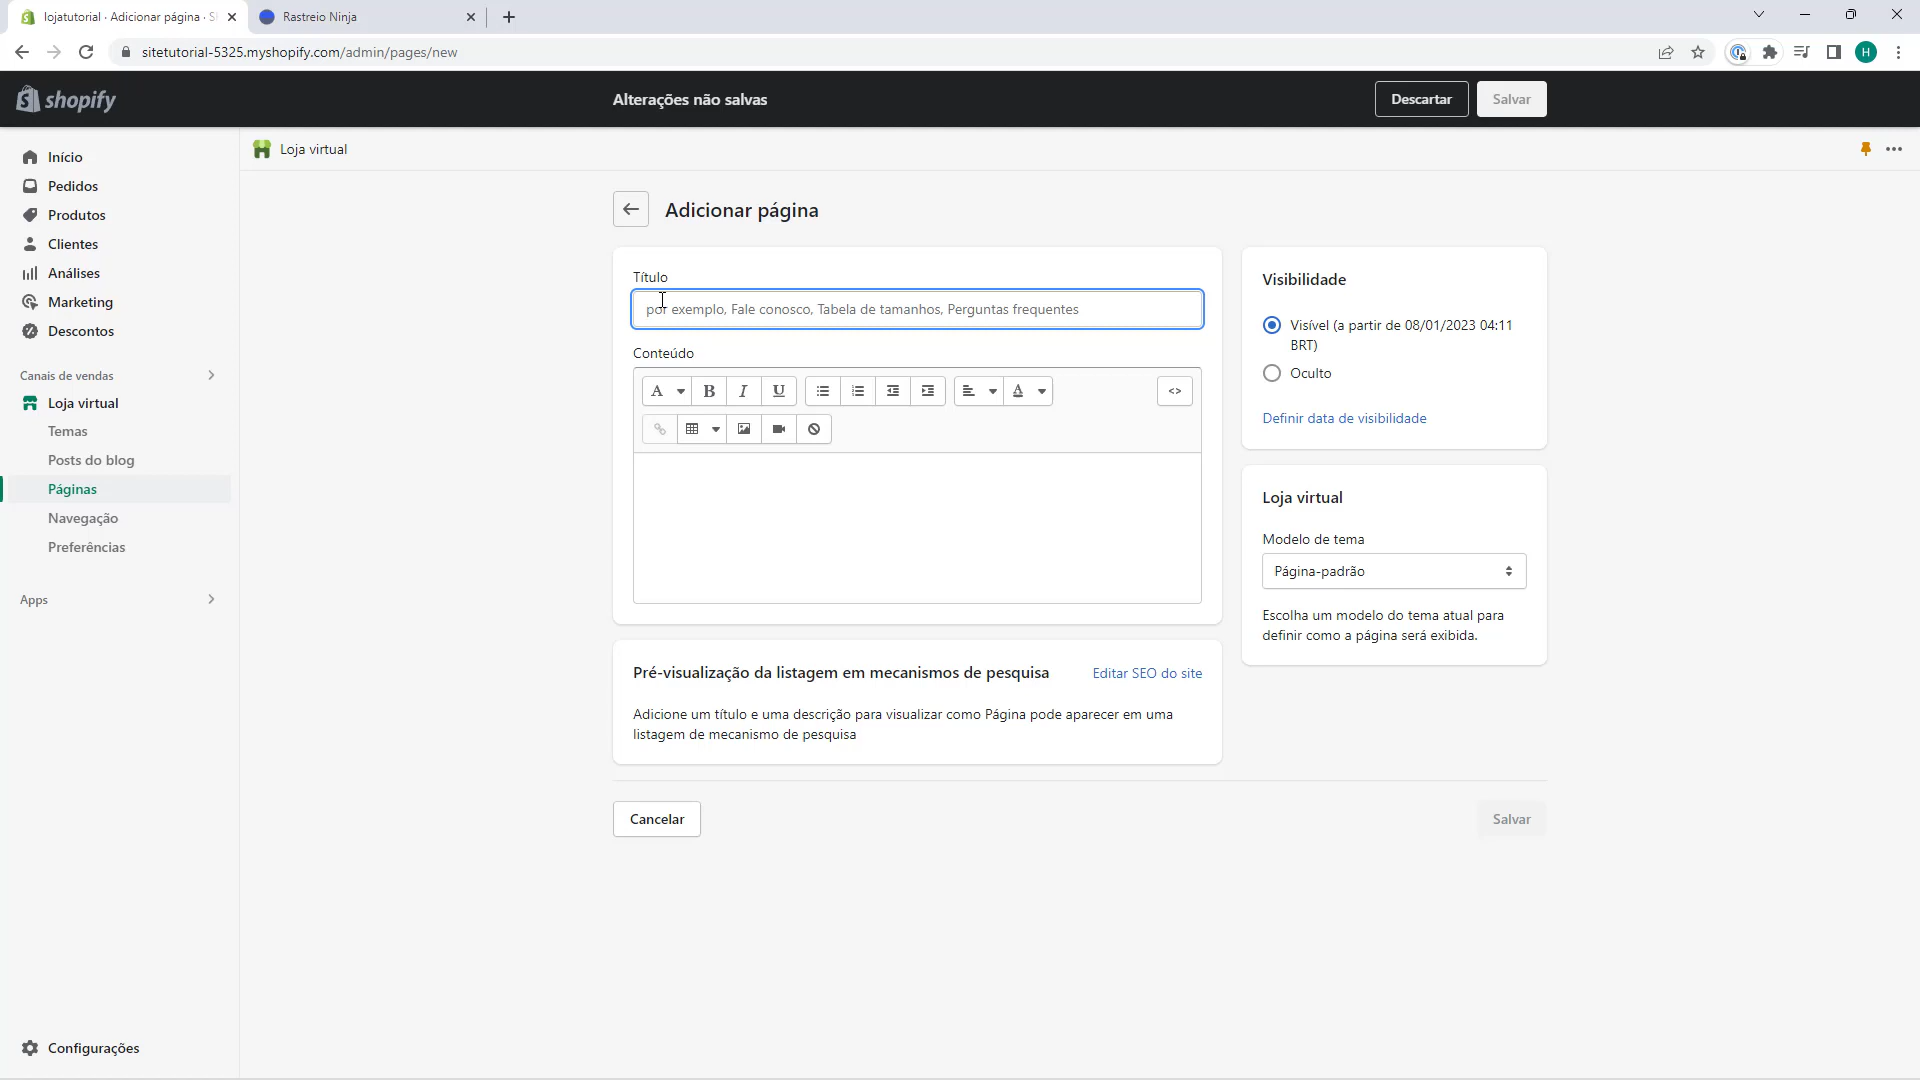 lojatutorial · Adicionar página · S
Rastreio Ninja
sitetutorial-5325.myshopify.com/admin/pages/new
H
shopify
Alterações não salvas
Descartar
Salvar
Início
Pedidos
Produtos
Clientes
Análises
Marketing
Descontos
Canais de vendas
Loja virtual
Temas
Posts do blog
Páginas
Navegação
Preferências
Apps
Configurações
Loja virtual
Adicionar página
Título
por exemplo, Fale conosco, Tabela de tamanhos, Perguntas frequentes
Conteúdo
A
B
I
U
A
<>
Pré-visualização da listagem em mecanismos de pesquisa
Editar SEO do site
Adicione um título e uma descrição para visualizar como Página pode aparecer em uma
listagem de mecanismo de pesquisa
Visibilidade
Visível (a partir de 08/01/2023 04:11
BRT)
Oculto
Definir data de visibilidade
Loja virtual
Modelo de tema
Página-padrão
Escolha um modelo do tema atual para
definir como a página será exibida.
Cancelar
Salvar